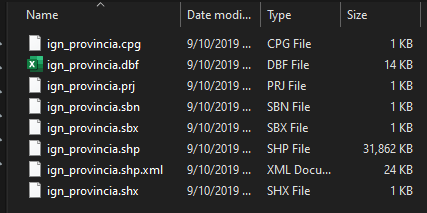 Name Date modi... Type Size
ign_provincia.cpg 9/10/2019 ... CPG File 1 KB
ign_provincia.dbf 9/10/2019 ... DBF File 14 KB
ign_provincia.prj 9/10/2019 ... PRJ File 1 KB
ign_provincia.sbn 9/10/2019 ... SBN File 1 KB
ign_provincia.sbx 9/10/2019 ... SBX File 1 KB
ign_provincia.shp 9/10/2019 ... SHP File 31,862 KB
ign_provincia.shp.xml 9/10/2019 ... XML Docu... 24 KB
ign_provincia.shx 9/10/2019 ... SHX File 1 KB